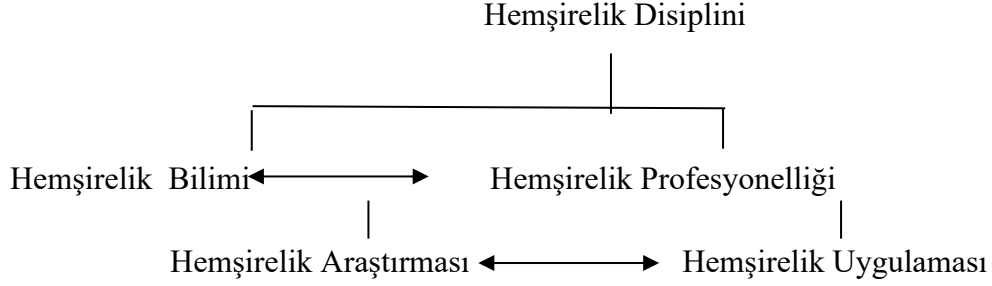 Hemşirelik Disiplini
Hemşirelik Bilimi Hemşirelik Profesyonelliği
Hemşirelik Araştırması Hemşirelik Uygulaması